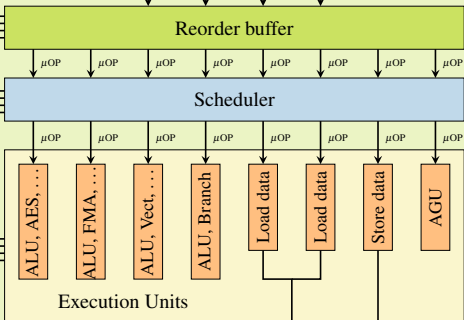 Reorder buffer
μOP μOP μOP μOP μOP μOP μOP μOP
Scheduler
μOP μOP μOP μOP μOP μOP μOP μOP
ALU, AES, . . .
ALU, FMA, . . .
ALU, Vect, . . .
ALU, Branch
Load data
Load data
Store data
AGU
Execution Units